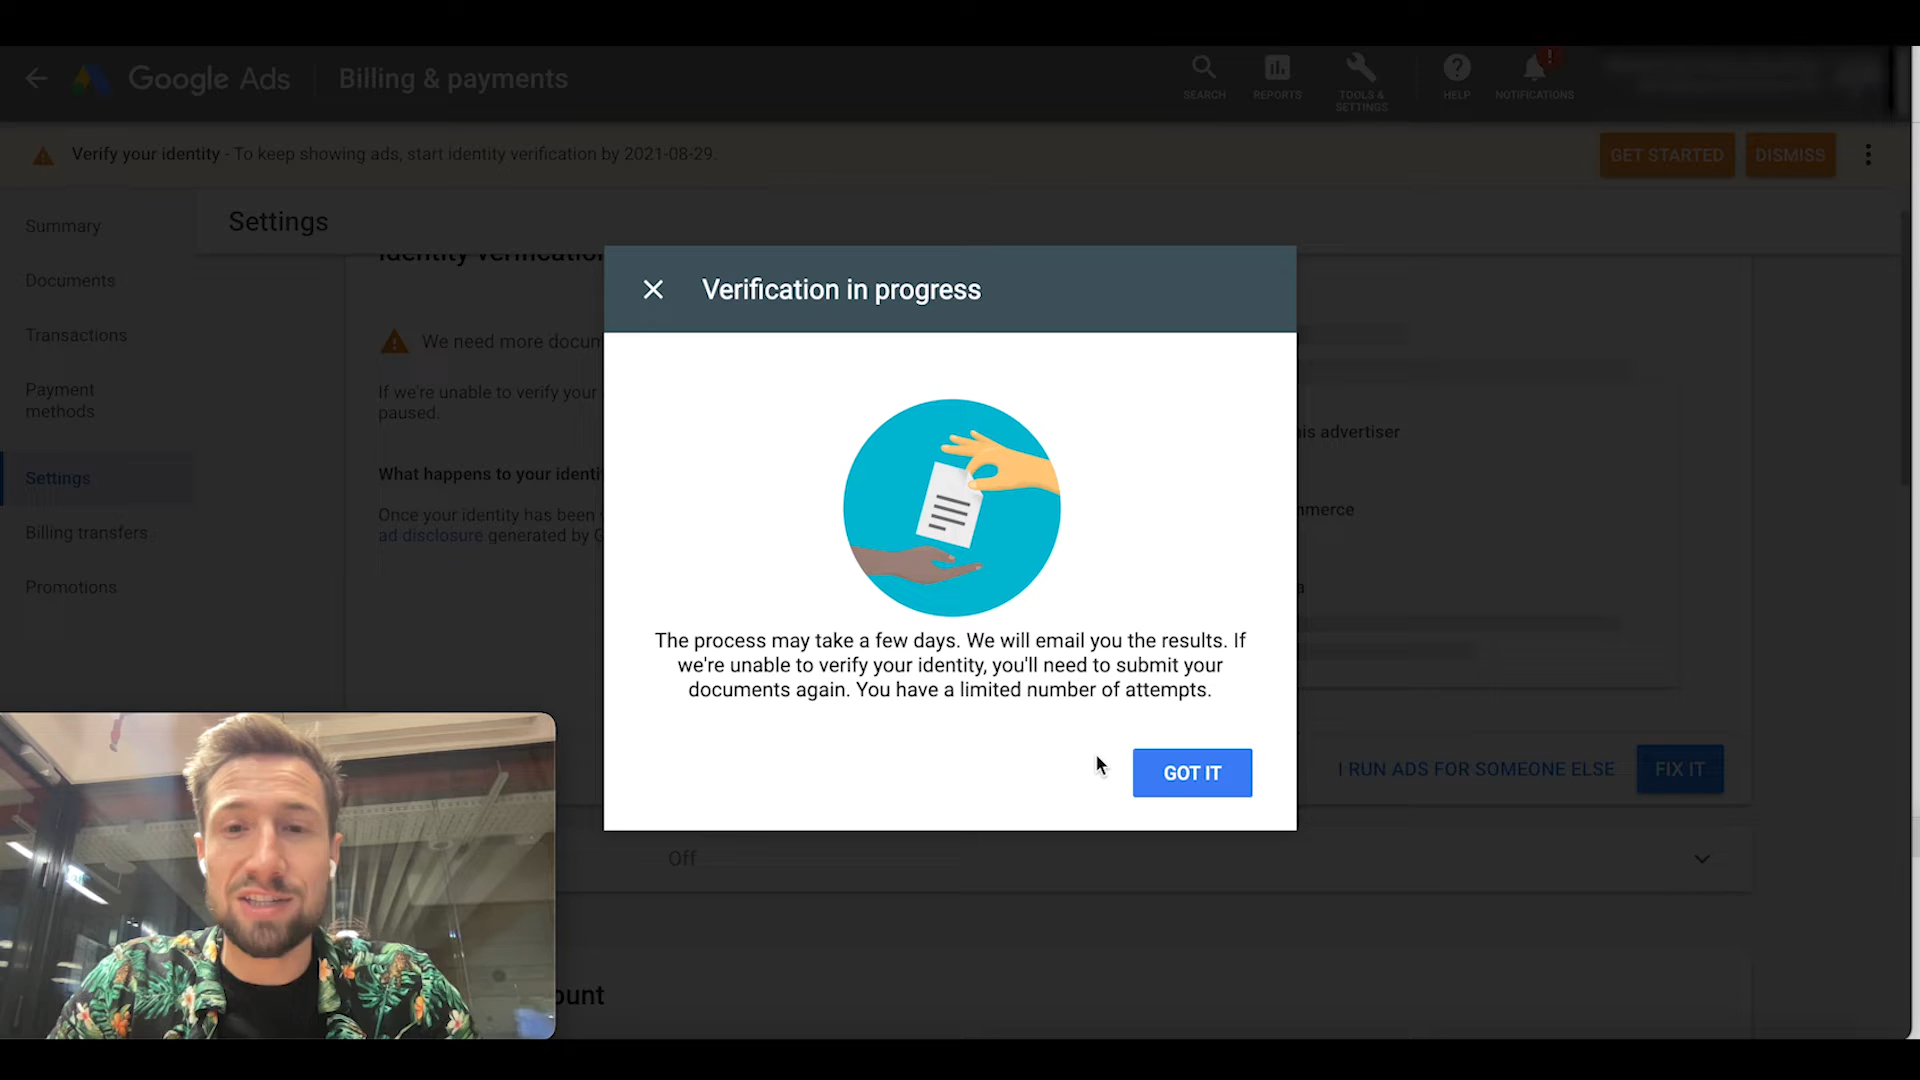 Google Ads
Billing & payments
SEARCH
REPORTS
TOOLS &
SETTINGS
HELP
NOTIFICATIONS
Verify your identity - To keep showing ads, start identity verification by 2021-08-29.
GET STARTED
DISMISS
Summary
Documents
Transactions
Payment
methods
Settings
Billing transfers
Promotions
Settings
Identity verification
We need more docum
If we're unable to verify your
paused.
What happens to your identi
Once your identity has been
ad disclosure generated by G
Verification in progress
The process may take a few days. We will email you the results. If
we're unable to verify your identity, you'll need to submit your
documents again. You have a limited number of attempts.
GOT IT
his advertiser
mmerce
a
I RUN ADS FOR SOMEONE ELSE
FIX IT
Off
ount